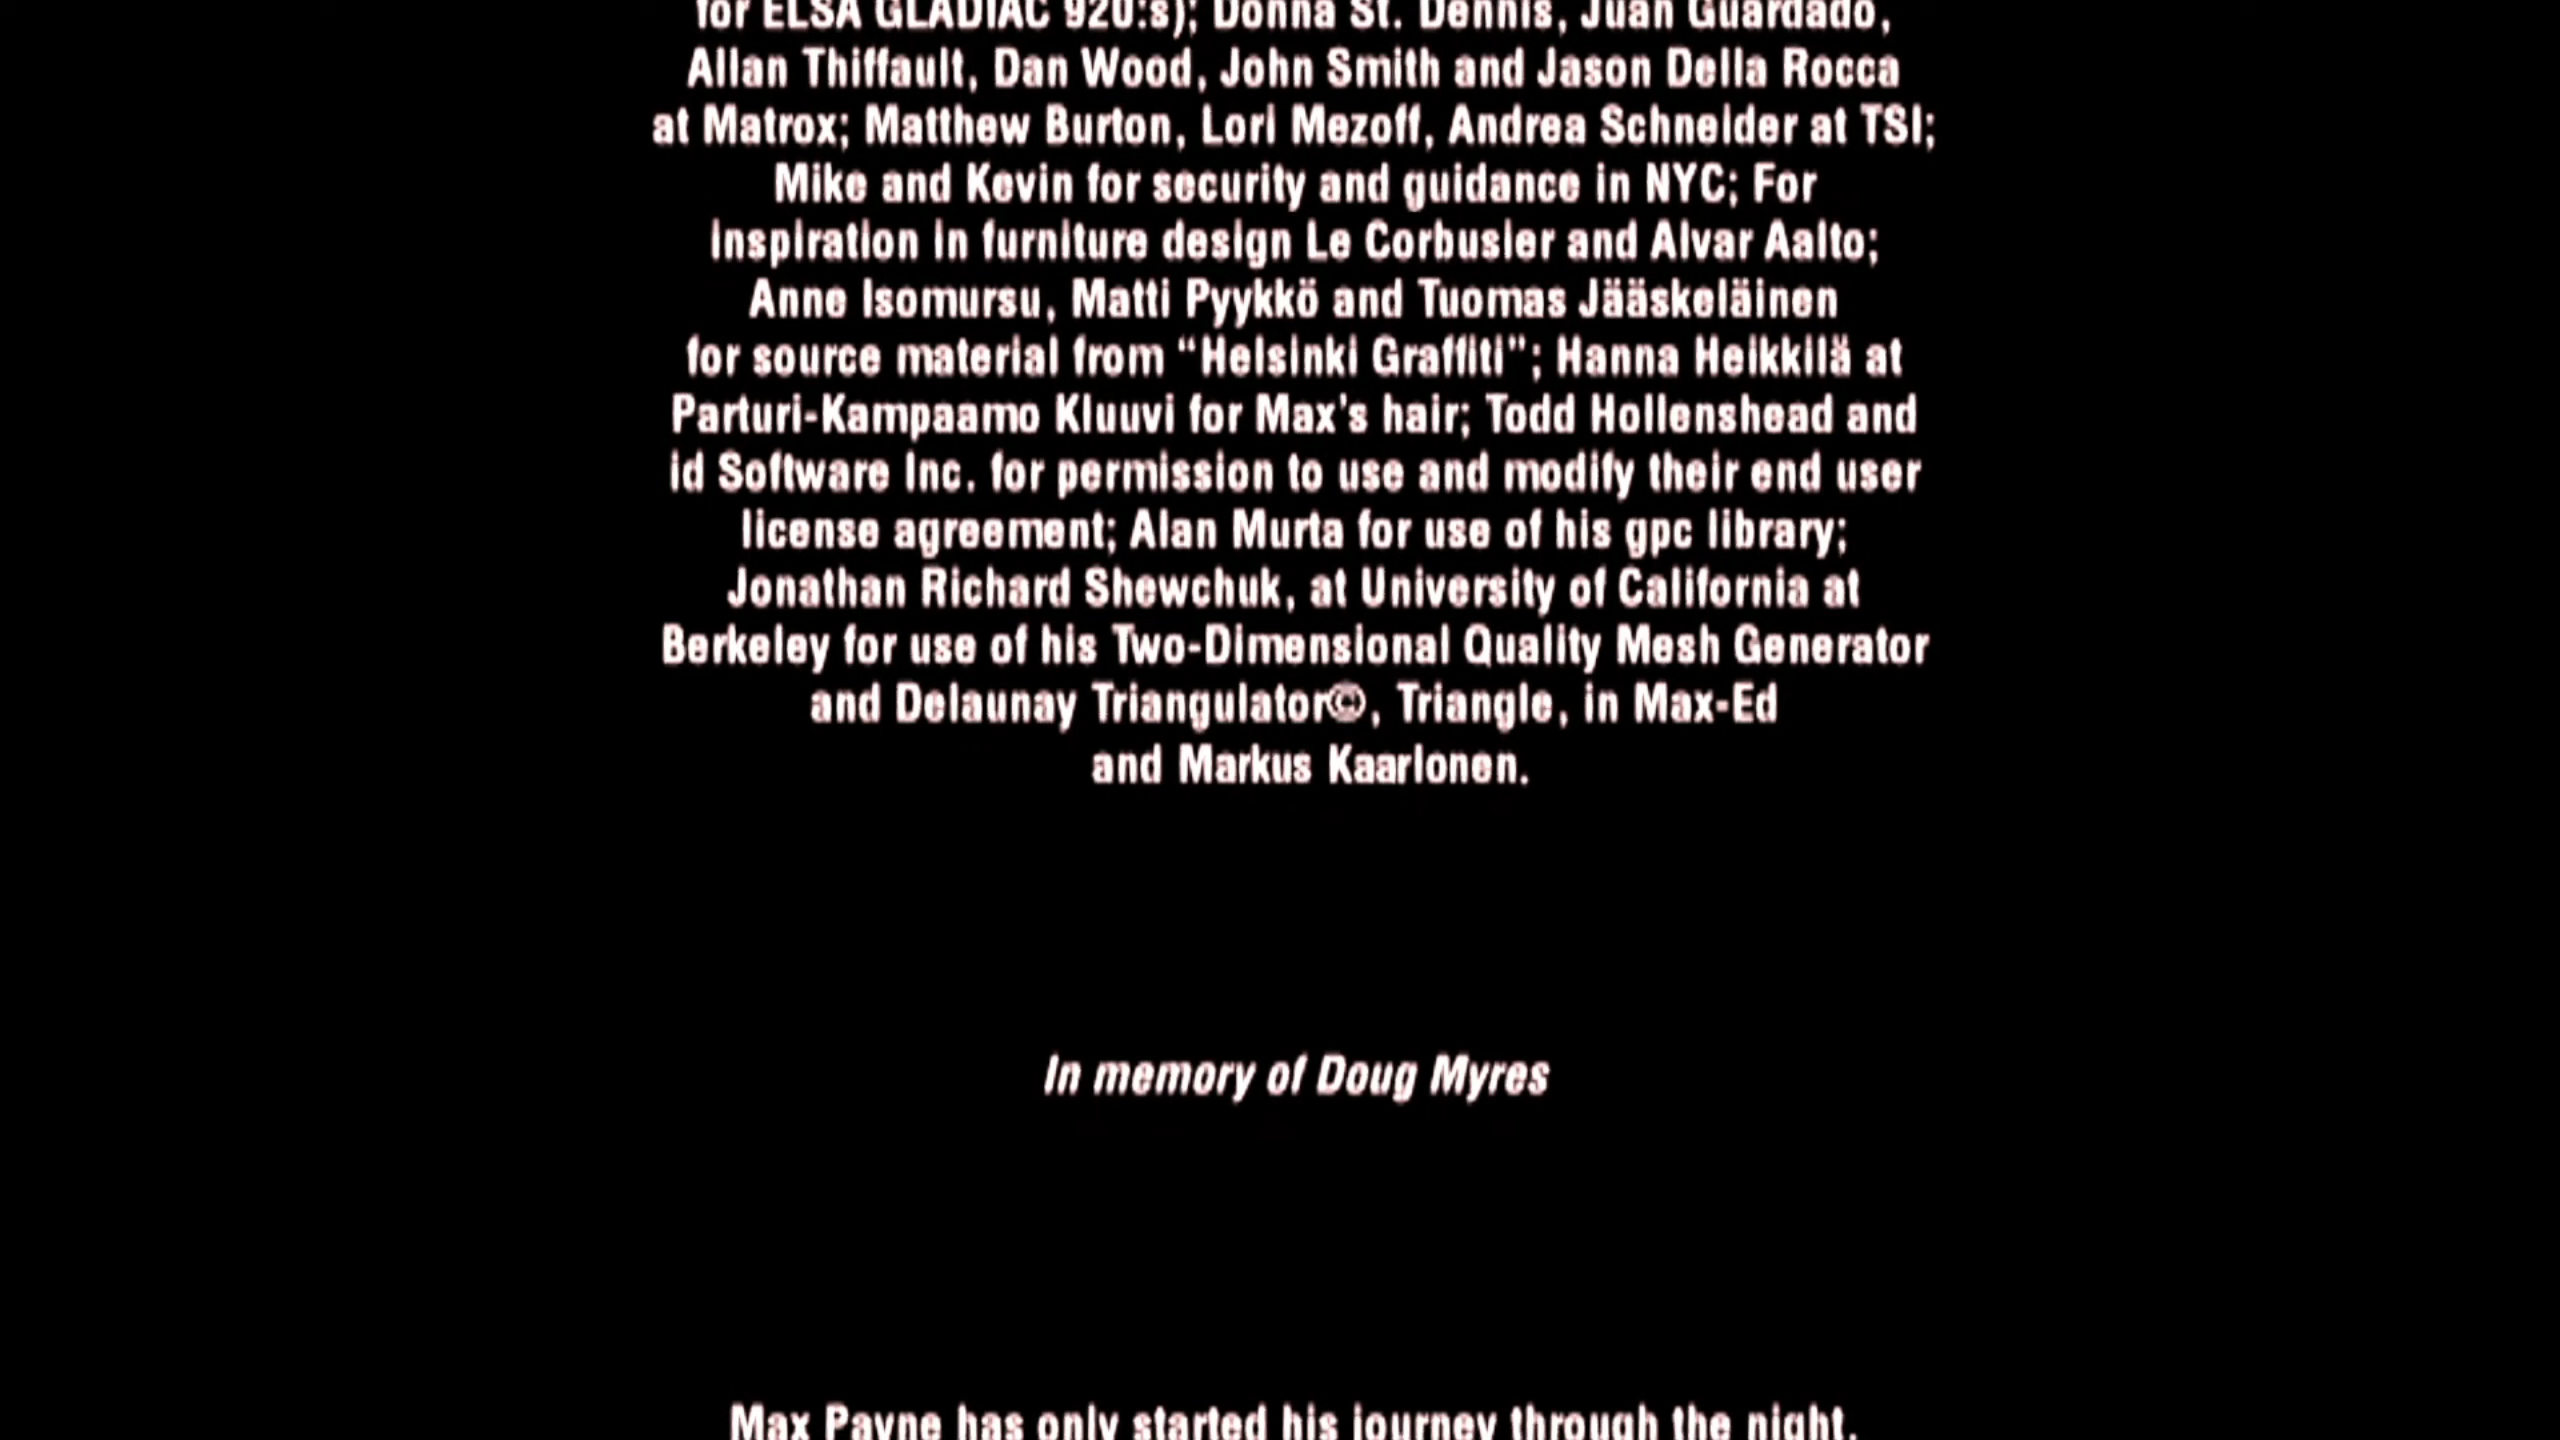 for ELSA GLADIAC 920:s); Donna St. Dennis, Juan Guardado,
Allan Thiffault, Dan Wood, John Smith and Jason Della Rocca
at Matrox; Matthew Burton, Lori Mezoff, Andrea Schneider at TSI;
Mike and Kevin for security and guidance in NYC; For
inspiration in furniture design Le Corbusier and Alvar Aalto;
Anne Isomursu, Matti Pyykkö and Tuomas Jääskeläinen
for source material from “Helsinki Graffiti”; Hanna Heikkilä at
Parturi-Kampaamo Kluuvi for Max's hair; Todd Hollenshead and
id Software Inc. for permission to use and modify their end user
license agreement; Alan Murta for use of his gpc library;
Jonathan Richard Shewchuk, at University of California at
Berkeley for use of his Two-Dimensional Quality Mesh Generator
and Delaunay Triangulator©, Triangle, in Max-Ed
and Markus Kaarlonen.
In memory of Doug Myres
Max Payne has only started his journey through the night.